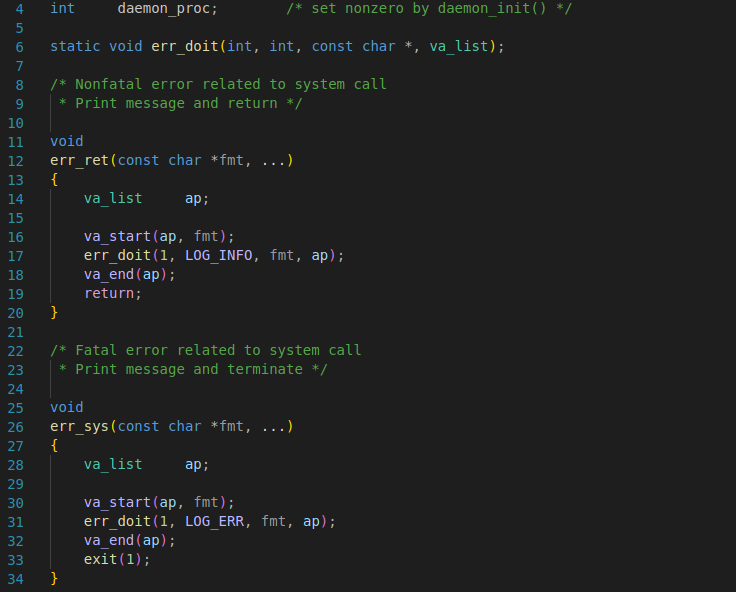 4 int     daemon_proc;        /* set nonzero by daemon_init() */
5
6 static void err_doit(int, int, const char *, va_list);
7
8 /* Nonfatal error related to system call
9  * Print message and return */
10
11 void
12 err_ret(const char *fmt, ...)
13 {
14     va_list     ap;
15
16     va_start(ap, fmt);
17     err_doit(1, LOG_INFO, fmt, ap);
18     va_end(ap);
19     return;
20 }
21
22 /* Fatal error related to system call
23  * Print message and terminate */
24
25 void
26 err_sys(const char *fmt, ...)
27 {
28     va_list     ap;
29
30     va_start(ap, fmt);
31     err_doit(1, LOG_ERR, fmt, ap);
32     va_end(ap);
33     exit(1);
34 }